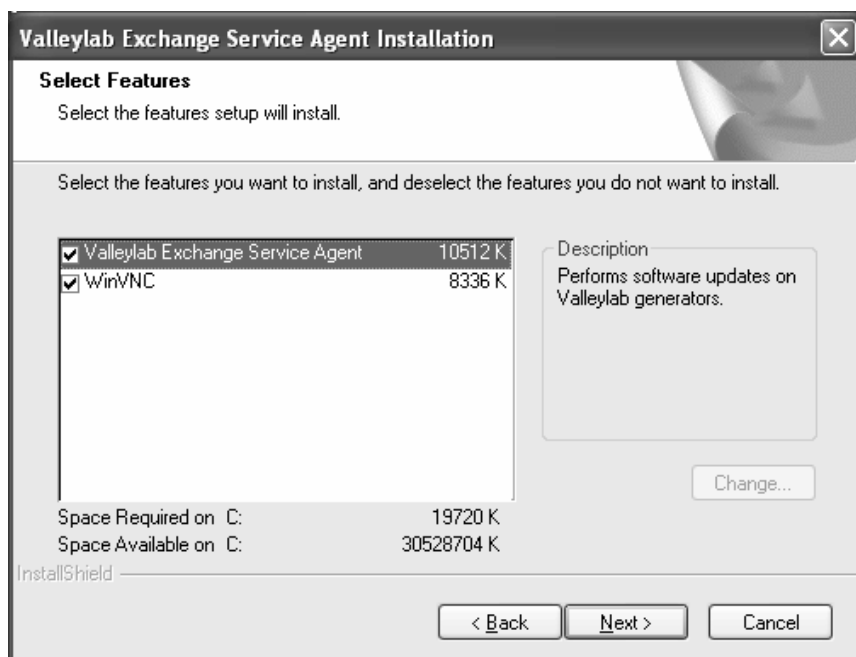 Valleylab Exchange Service Agent Installation
Select Features
Select the features setup will install.
Select the features you want to install, and deselect the features you do not want to install.
Valleylab Exchange Service Agent 10512 K
WinVNC 8336 K
Description
Performs software updates on
Valleylab generators.
Change...
Space Required on C: 19720 K
Space Available on C: 30528704 K
InstallShield
< Back
Next >
Cancel